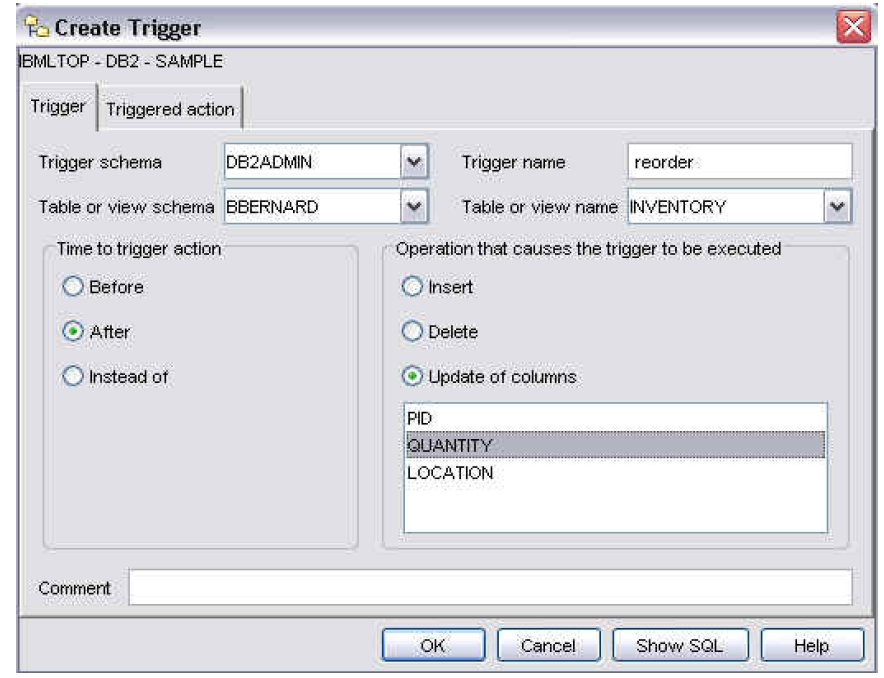 Create Trigger
IBMLTOP - DB2 - SAMPLE
Trigger Triggered action
Trigger schema DB2ADMIN Trigger name reorder
Table or view schema BBERNARD Table or view name INVENTORY
Time to trigger action Operation that causes the trigger to be executed
Before Insert
After Delete
Instead of Update of columns
PID
QUANTITY
LOCATION
Comment
OK Cancel Show SQL Help